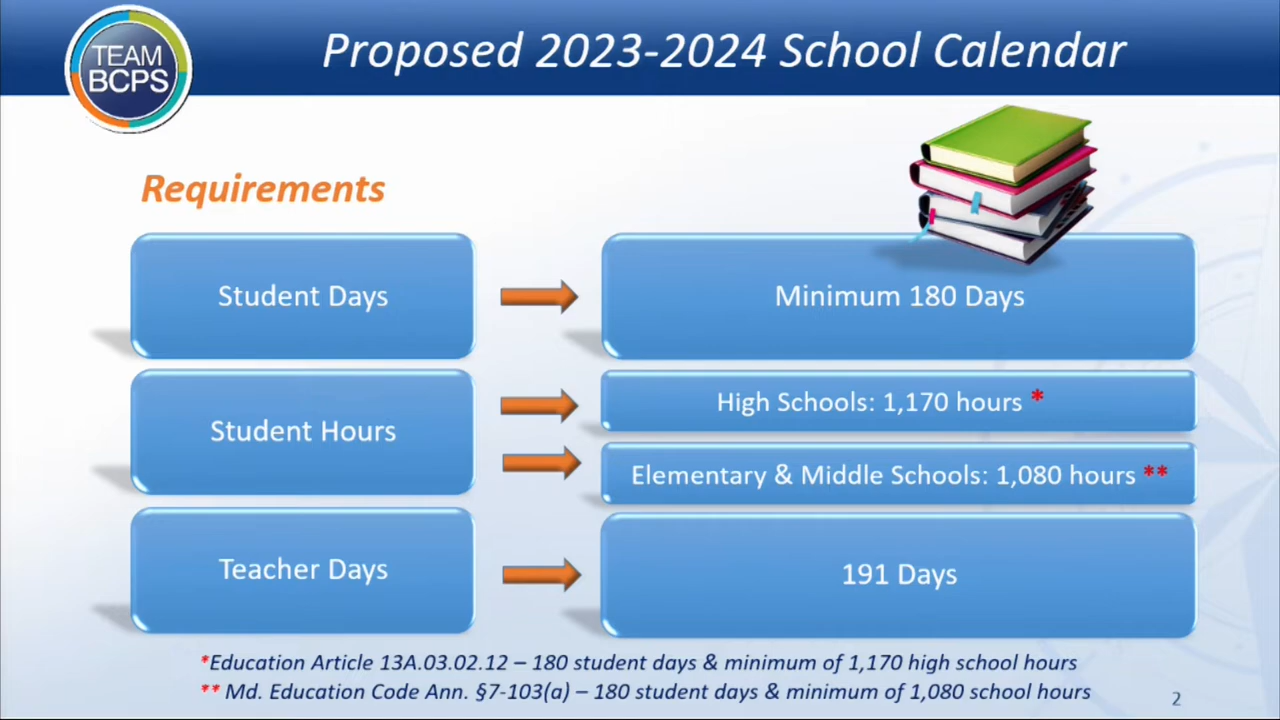 TEAM
BCPS
Proposed 2023-2024 School Calendar
Requirements
Student Days
Minimum 180 Days
Student Hours
High Schools: 1,170 hours *
Elementary & Middle Schools: 1,080 hours **
Teacher Days
191 Days
*Education Article 13A.03.02.12 – 180 student days & minimum of 1,170 high school hours
** Md. Education Code Ann. §7-103(a) – 180 student days & minimum of 1,080 school hours
2